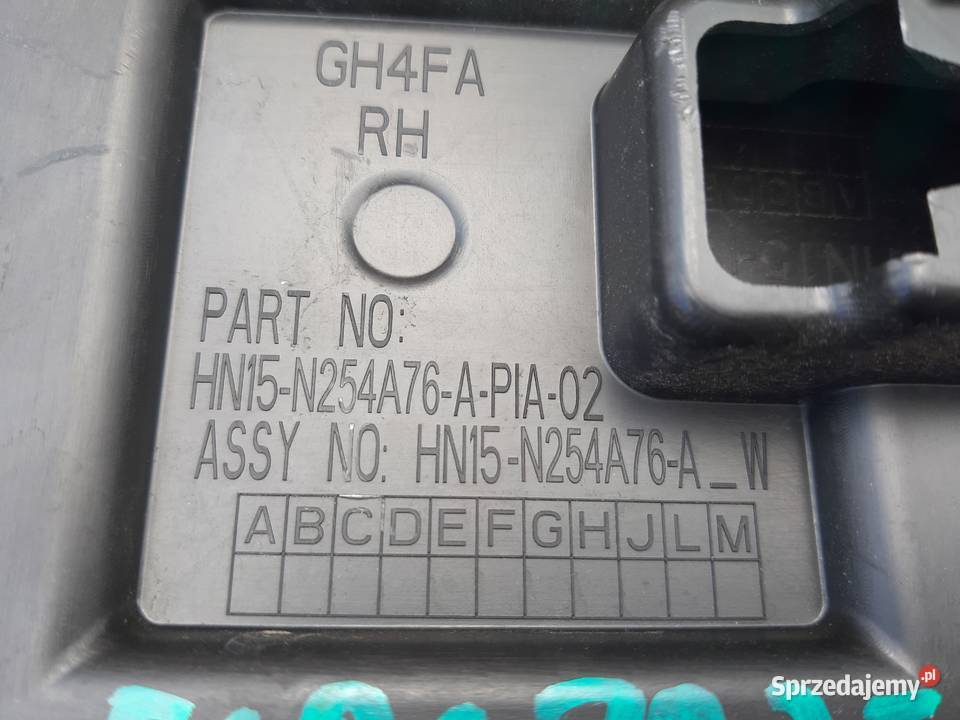 GH4FA
RH
PART NO:
HN15-N254A76-A-PIA-02
ASSY NO: HN15-N254A76-A_W
A B C D E F G H J L M
Sprzedajemy.pl